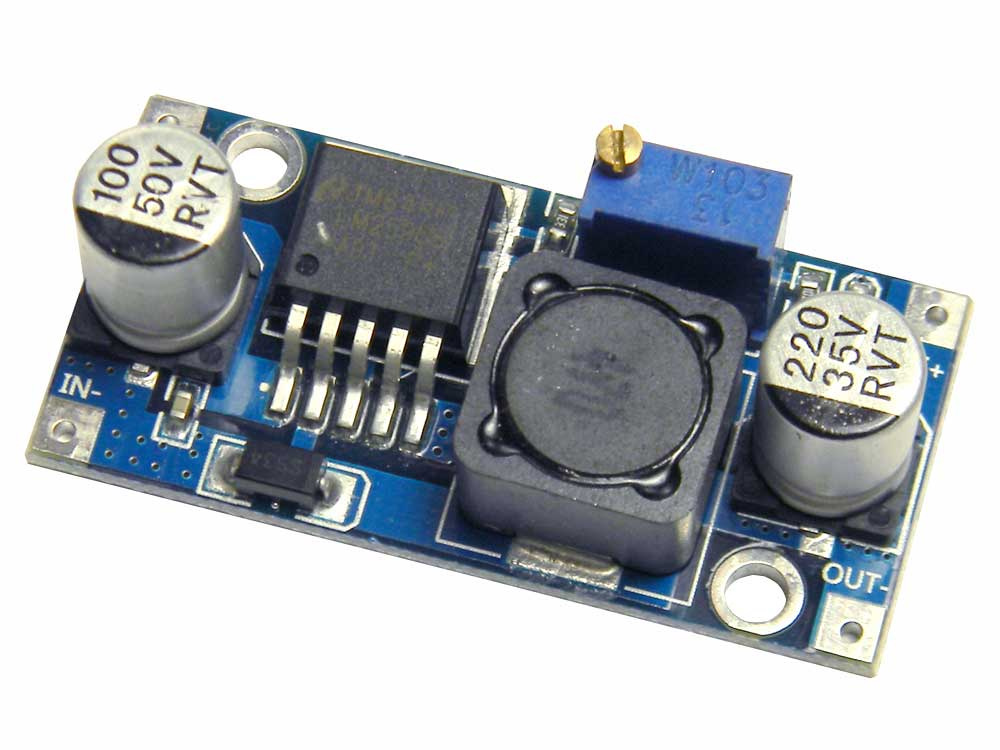 100
50V
RVT
W103
13
220
35V
RVT
+
IN-
SS34
OUT-